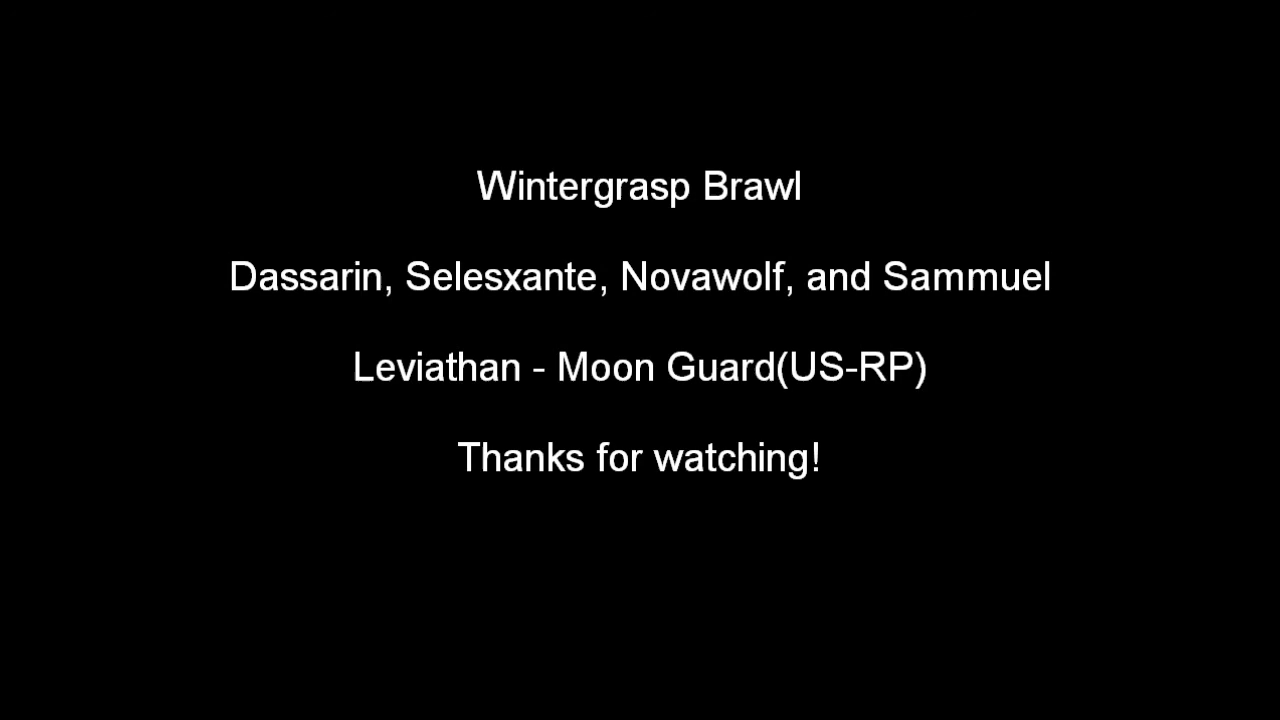 Wintergrasp Brawl
Dassarin, Selesxante, Novawolf, and Sammuel
Leviathan - Moon Guard(US-RP)
Thanks for watching!